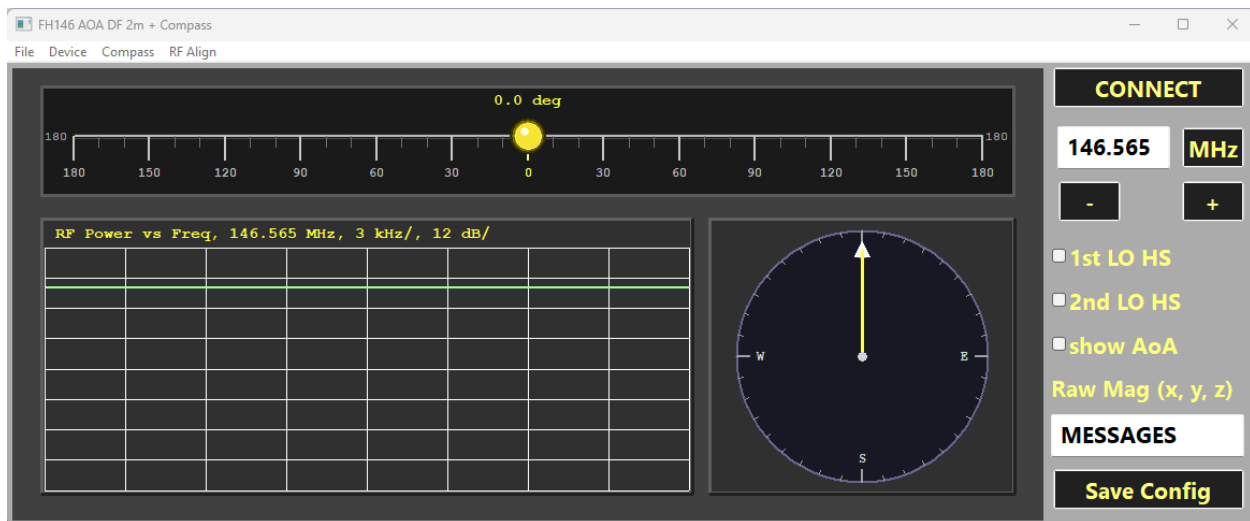 FH146 AOA DF 2m + Compass
File Device Compass RF Align
0.0 deg
180 180
180 150 120 90 60 30 0 30 60 90 120 150 180
RF Power vs Freq, 146.565 MHz, 3 kHz/, 12 dB/
W E
S
CONNECT
146.565 MHz
- +
1st LO HS
2nd LO HS
show AoA
Raw Mag (x, y, z)
MESSAGES
Save Config